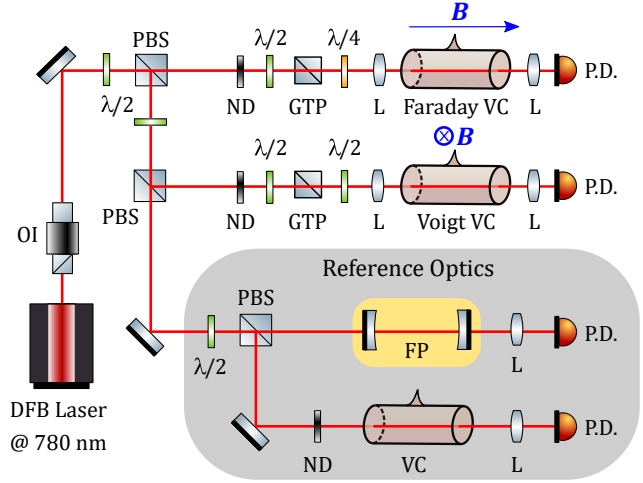 B
PBS
λ/2
λ/4
λ/2
ND
GTP
L
Faraday VC
L
P.D.
λ/2
λ/2
B
PBS
ND
GTP
L
Voigt VC
L
P.D.
OI
Reference Optics
PBS
λ/2
FP
L
P.D.
DFB Laser
@ 780 nm
ND
VC
L
P.D.